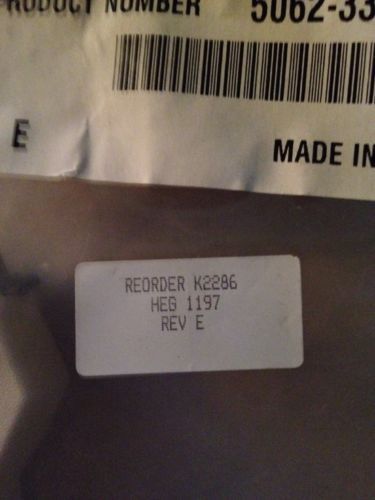 PRODUCT NUMBER 5062-33
E
MADE IN
REORDER K2286
HEG 1197
REV E